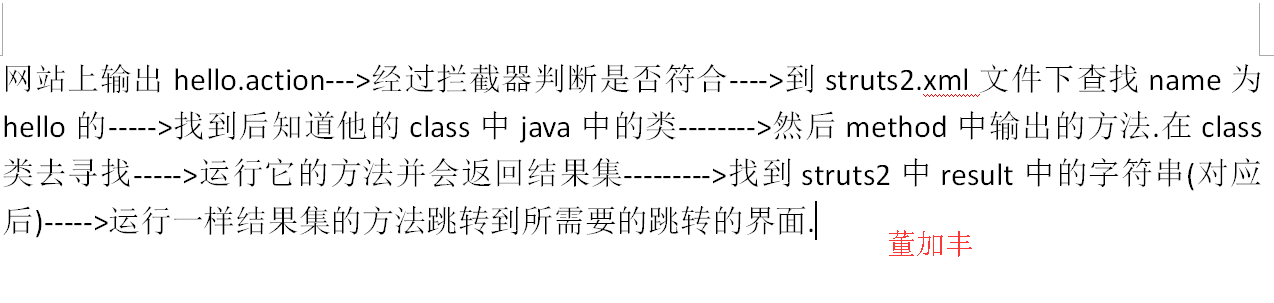 网站上输出 hello.action--->经过拦截器判断是否符合---->到 struts2.xml 文件下查找 name 为
hello 的----->找到后知道他的 class 中 java 中的类-------->然后 method 中输出的方法.在 class
类去寻找----->运行它的方法并会返回结果集--------->找到 struts2 中 result 中的字符串(对应
后)----->运行一样结果集的方法跳转到所需要的跳转的界面.
董加丰